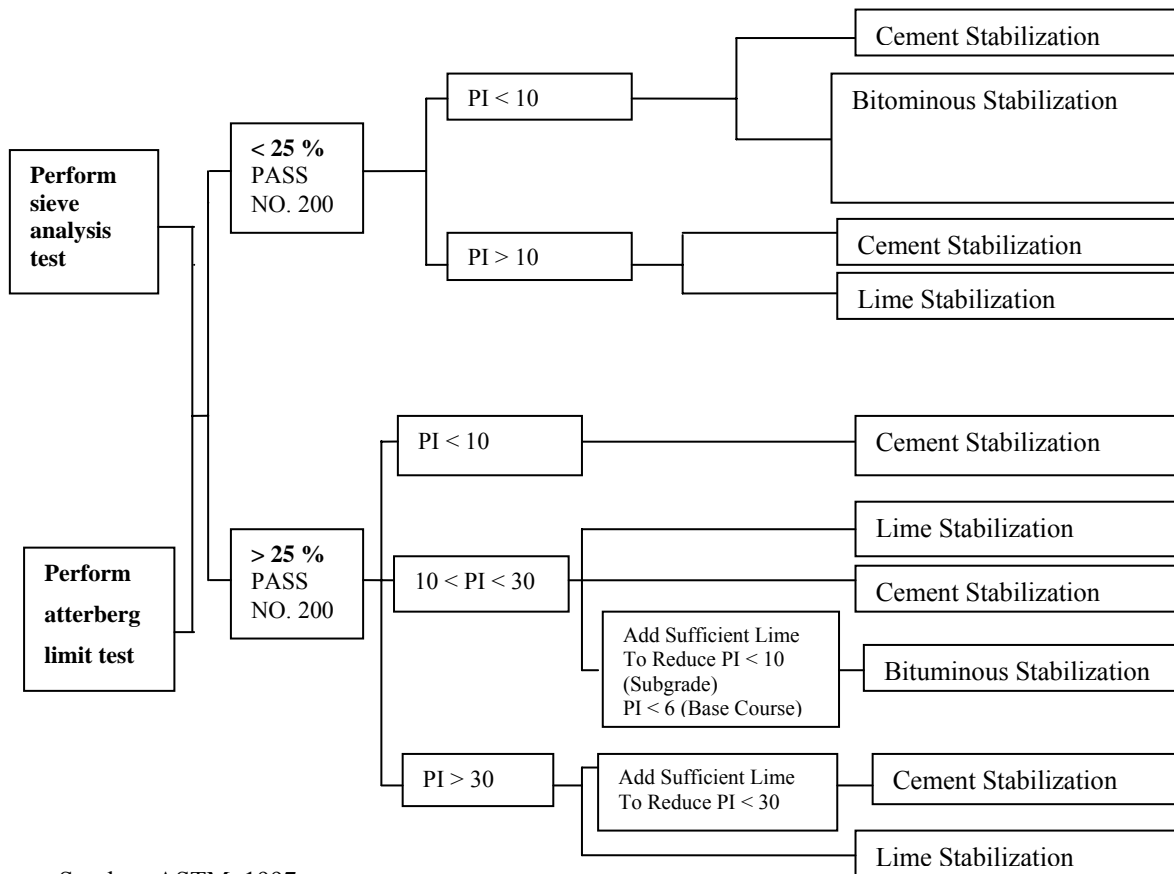 Cement Stabilization
PI < 10
Bitominous Stabilization
< 25 %
PASS
NO. 200
Perform
sieve
analysis
test
PI > 10
Cement Stabilization
Lime Stabilization
PI < 10
Cement Stabilization
Lime Stabilization
> 25 %
PASS
NO. 200
10 < PI < 30
Cement Stabilization
Perform
atterberg
limit test
Add Sufficient Lime
To Reduce PI < 10
(Subgrade)
PI < 6 (Base Course)
Bituminous Stabilization
PI > 30
Add Sufficient Lime
To Reduce PI < 30
Cement Stabilization
Lime Stabilization